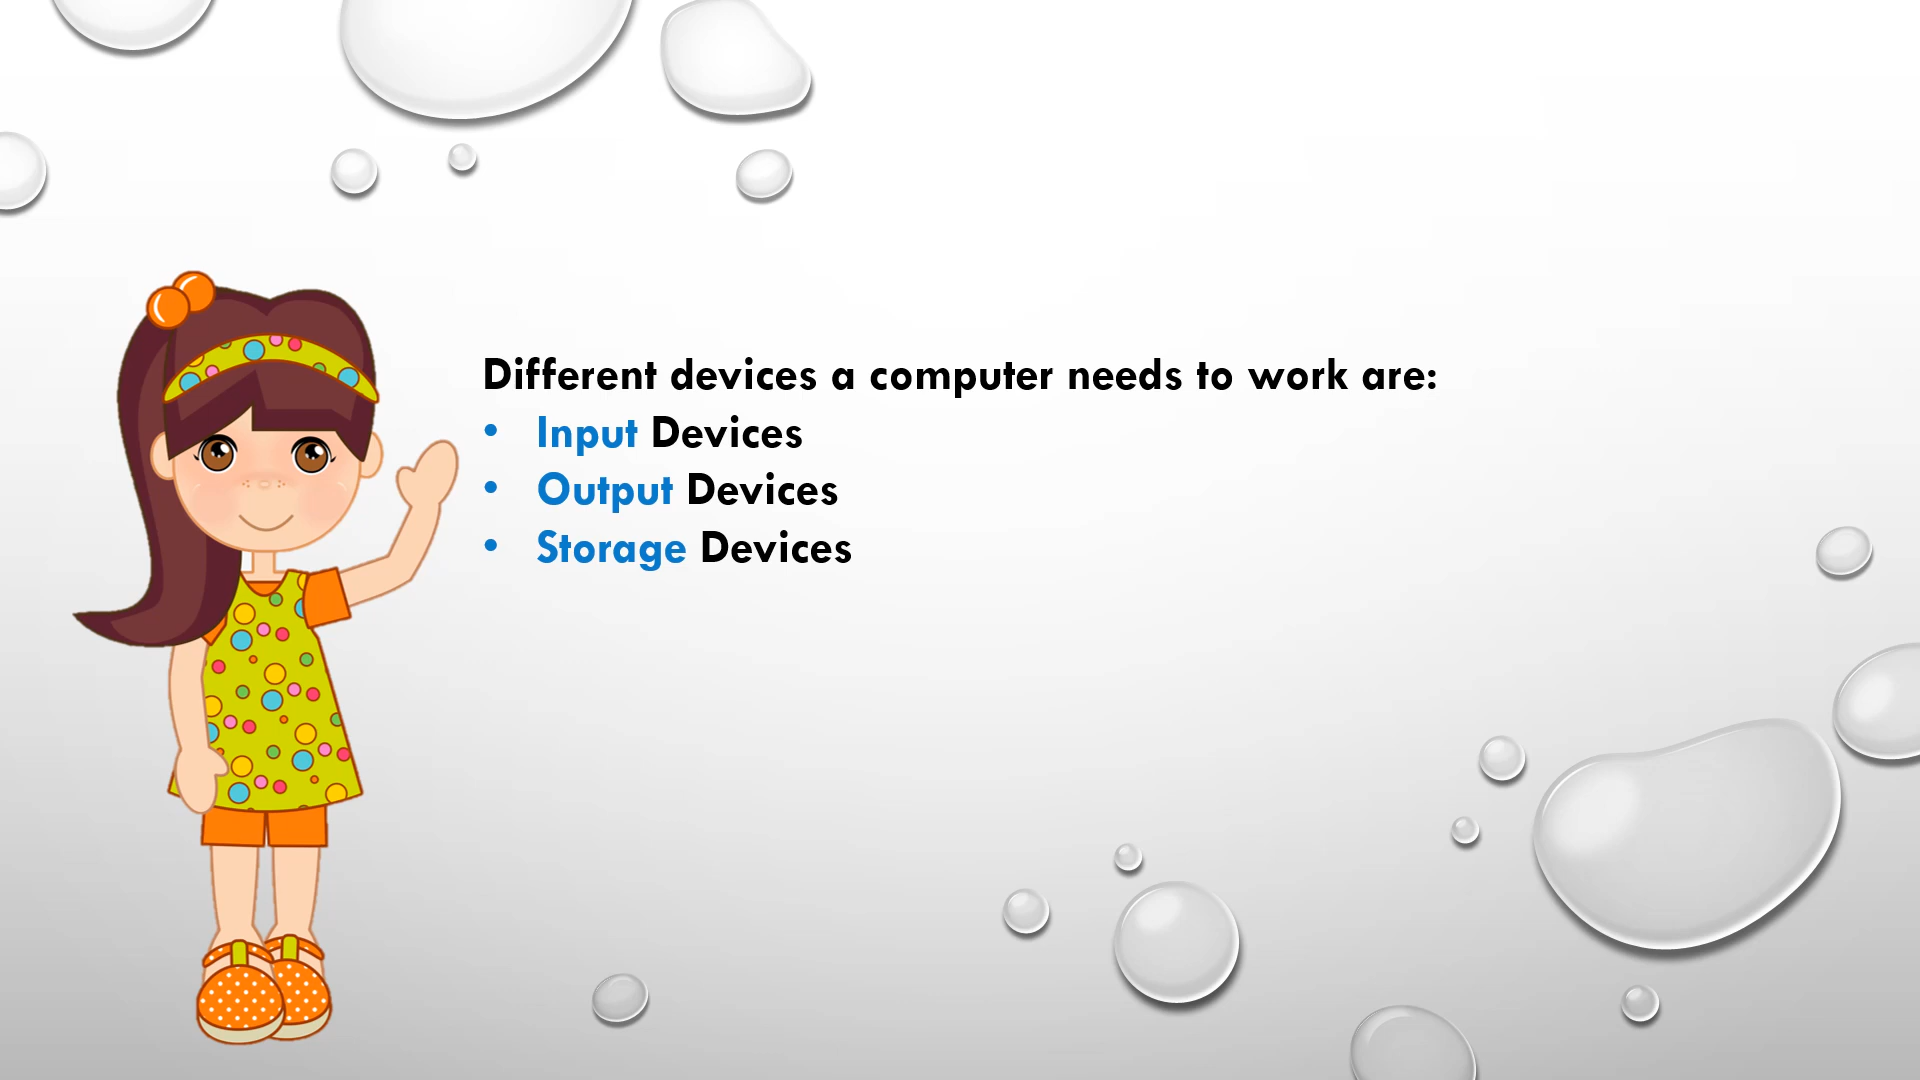 Different devices a computer needs to work are:
• Input Devices
• Output Devices
• Storage Devices